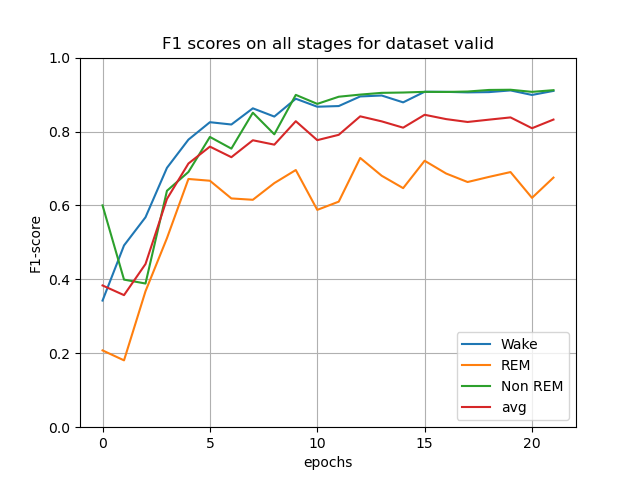 F1 scores on all stages for dataset valid
1.0
0.8
0.6
0.4
0.2
0.0
F1-score
0 5 10 15 20
epochs
Wake
REM
Non REM
avg